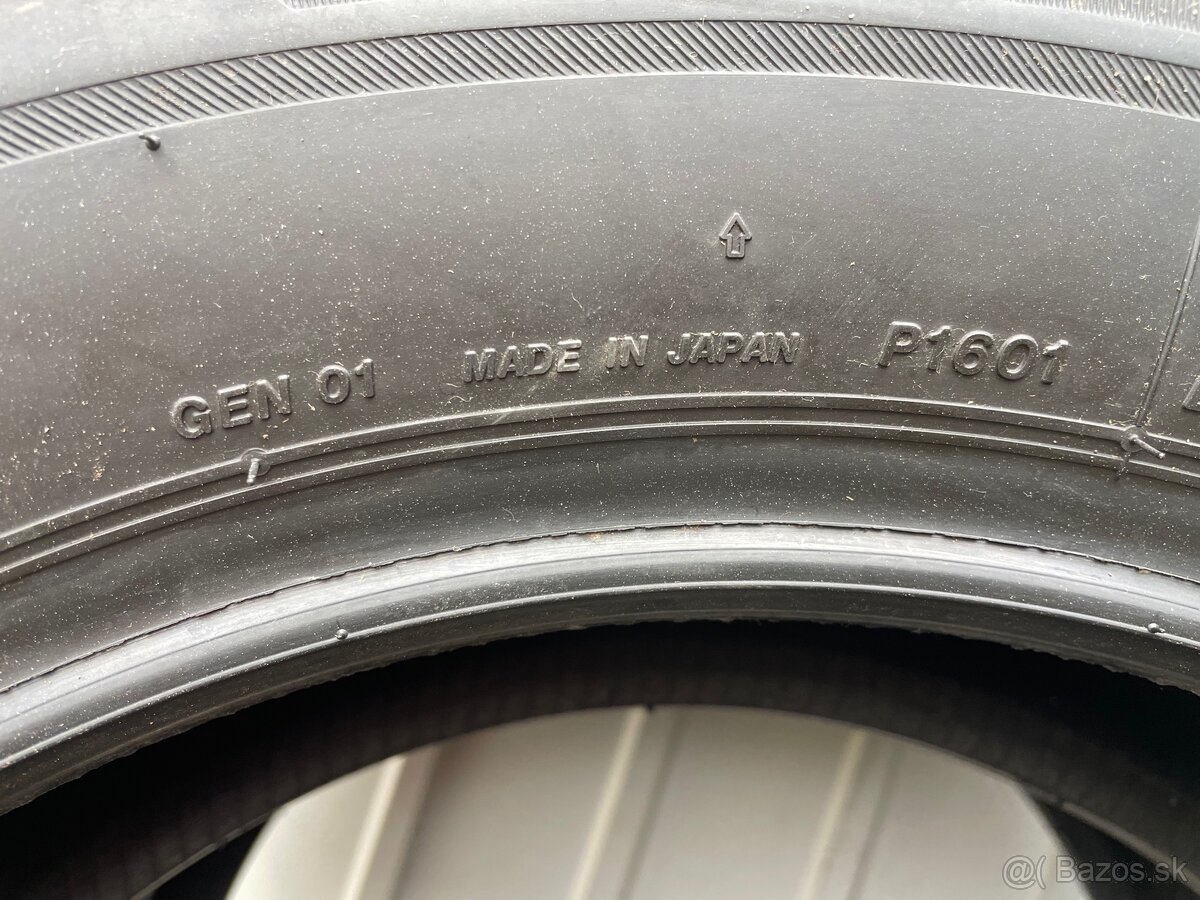 GEN 01 MADE IN JAPAN P1601
@( Bazos.sk